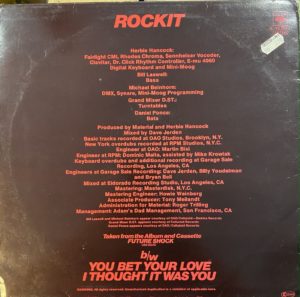 ROCKIT
Herbie Hancock:
Fairlight CMI, Rhodes Chroma, Sennheiser Vocoder,
Clavitar, Dr. Click Rhythm Controller, E-mu 4060
Digital Keyboard and Mini-Moog
Bill Laswell:
Bass
Michael Beinhorn:
DMX, Synare, Mini-Moog Programming
Grand Mixer D.ST.:
Turntables
Daniel Ponce:
Bata
Produced by Material and Herbie Hancock
Mixed by Dave Jerden
Basic tracks recorded at OAO Studios, Brooklyn, N.Y.
New York overdubs recorded at RPM Studios, N.Y.C.
Engineer at OAO: Martin Bisi
Engineer at RPM: Dominic Maita, assisted by Mike Krowiak
Keyboard overdubs and additional recording at Garage Sale
Recording, Los Angeles, CA
Engineers at Garage Sale Recording: Dave Jerden, Billy Youdelman
and Bryan Bell
Mixed at Eldorado Recording Studio, Los Angeles, CA
Mastering: Masterdisk, N.Y.C.
Mastering Engineer: Howie Weinberg
Associate Producer: Tony Meilandt
Administration for Material: Roger Trilling
Management: Adam's Dad Management, San Francisco, CA
Taken from the Album and Cassette
FUTURE SHOCK
b/w
YOU BET YOUR LOVE
I THOUGHT IT WAS YOU